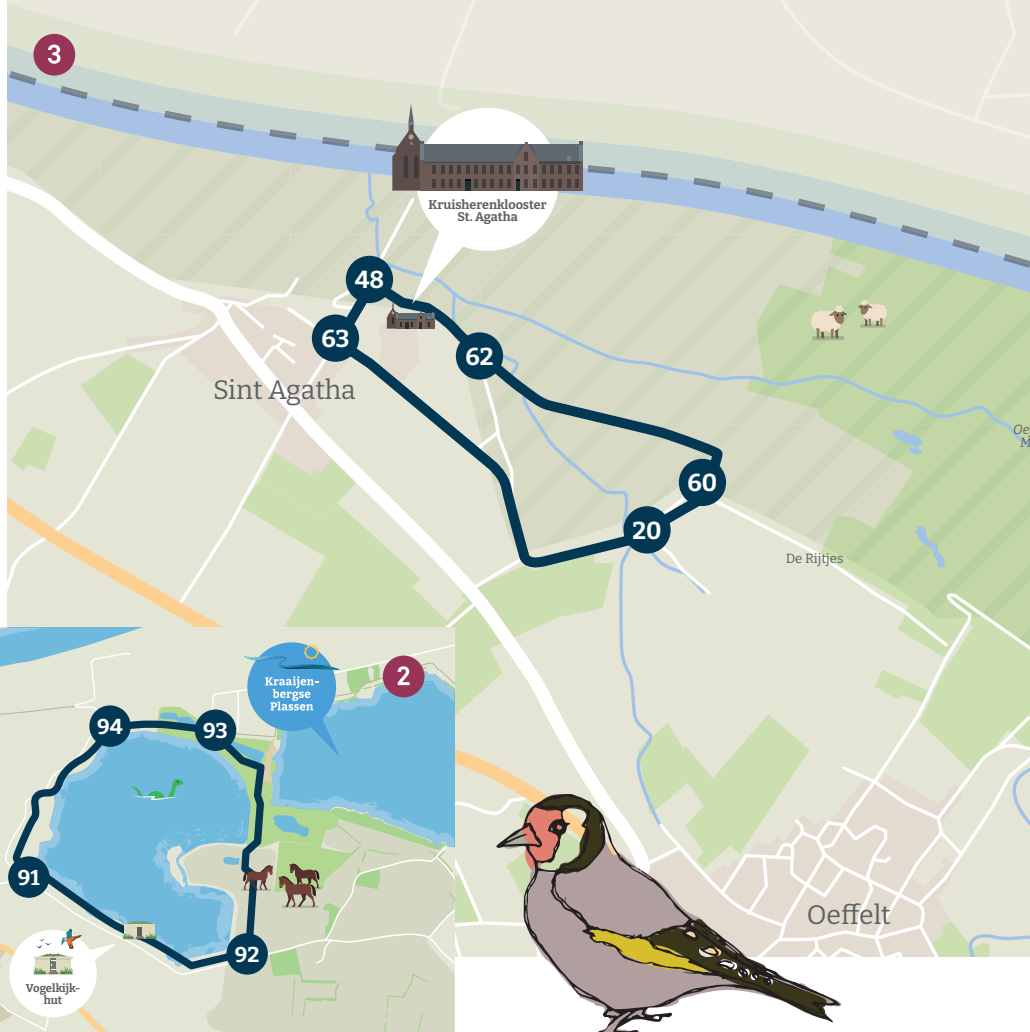 3
Kruisherenklooster
St. Agatha
48
63
62
Sint Agatha
60
20
De Rijtjes
Oeffelt
2
Kraaijen-
bergse
Plassen
94
93
91
92
Vogelkijk-
hut